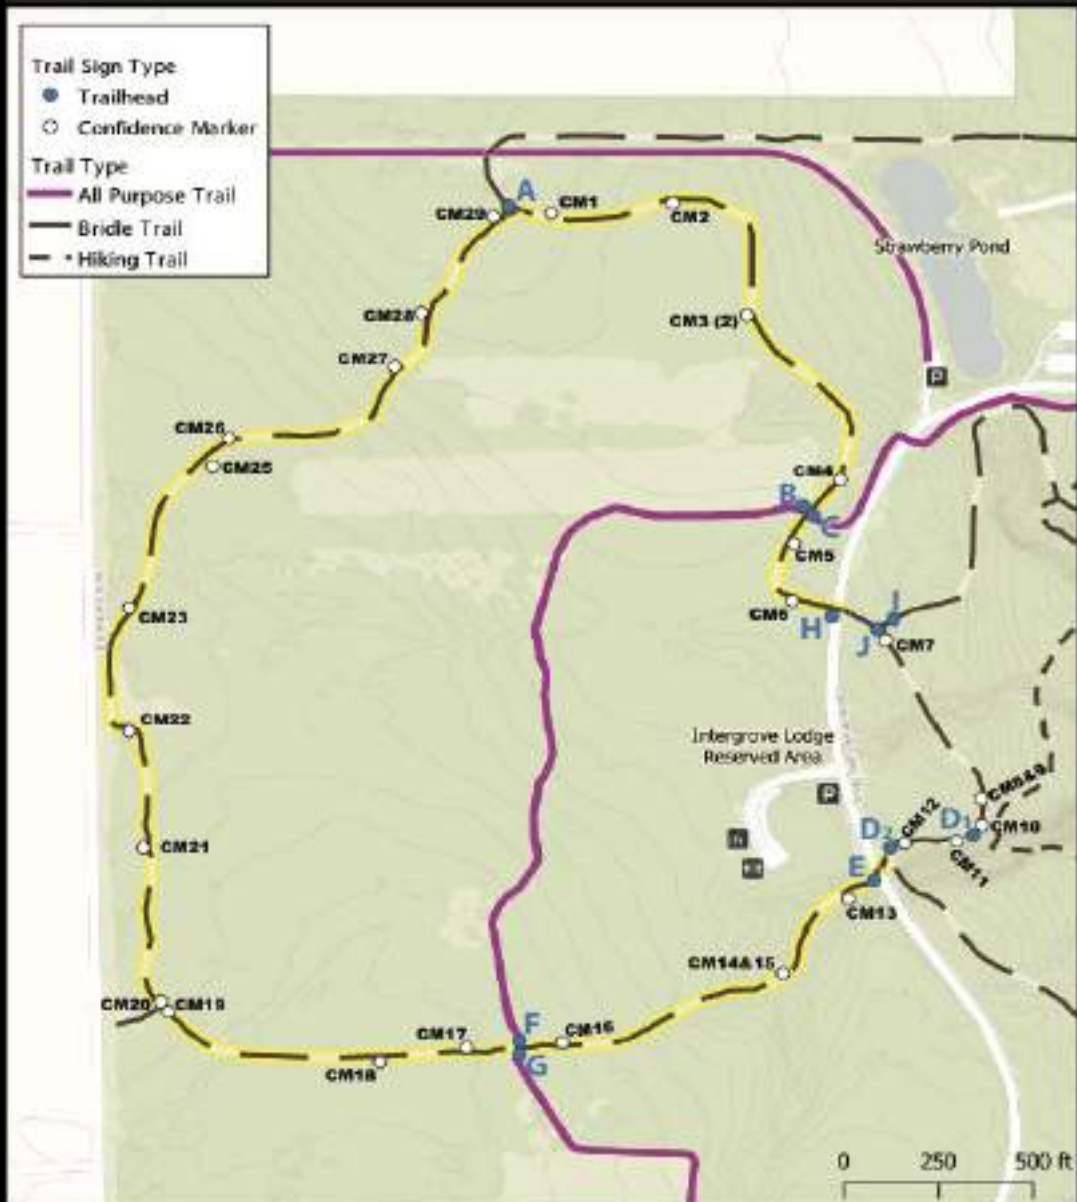 Trail Sign Type
Trailhead
Confidence Marker
Trail Type
All Purpose Trail
Bridle Trail
Hiking Trail
A
CM1
CM29
CM2
Strawberry Pond
CM28
CM3 (2)
CM27
P
CM26
CM25
CM4
B
C
CM5
CM23
CM6
H
I
J
CM7
CM22
Intergrove Lodge
Reserved Area
P
CM8&9
CM12
D1
CM10
D2
CM11
CM21
E
CM13
CM14&15
CM20
CM19
F
CM16
CM17
G
CM18
0 250 500 ft